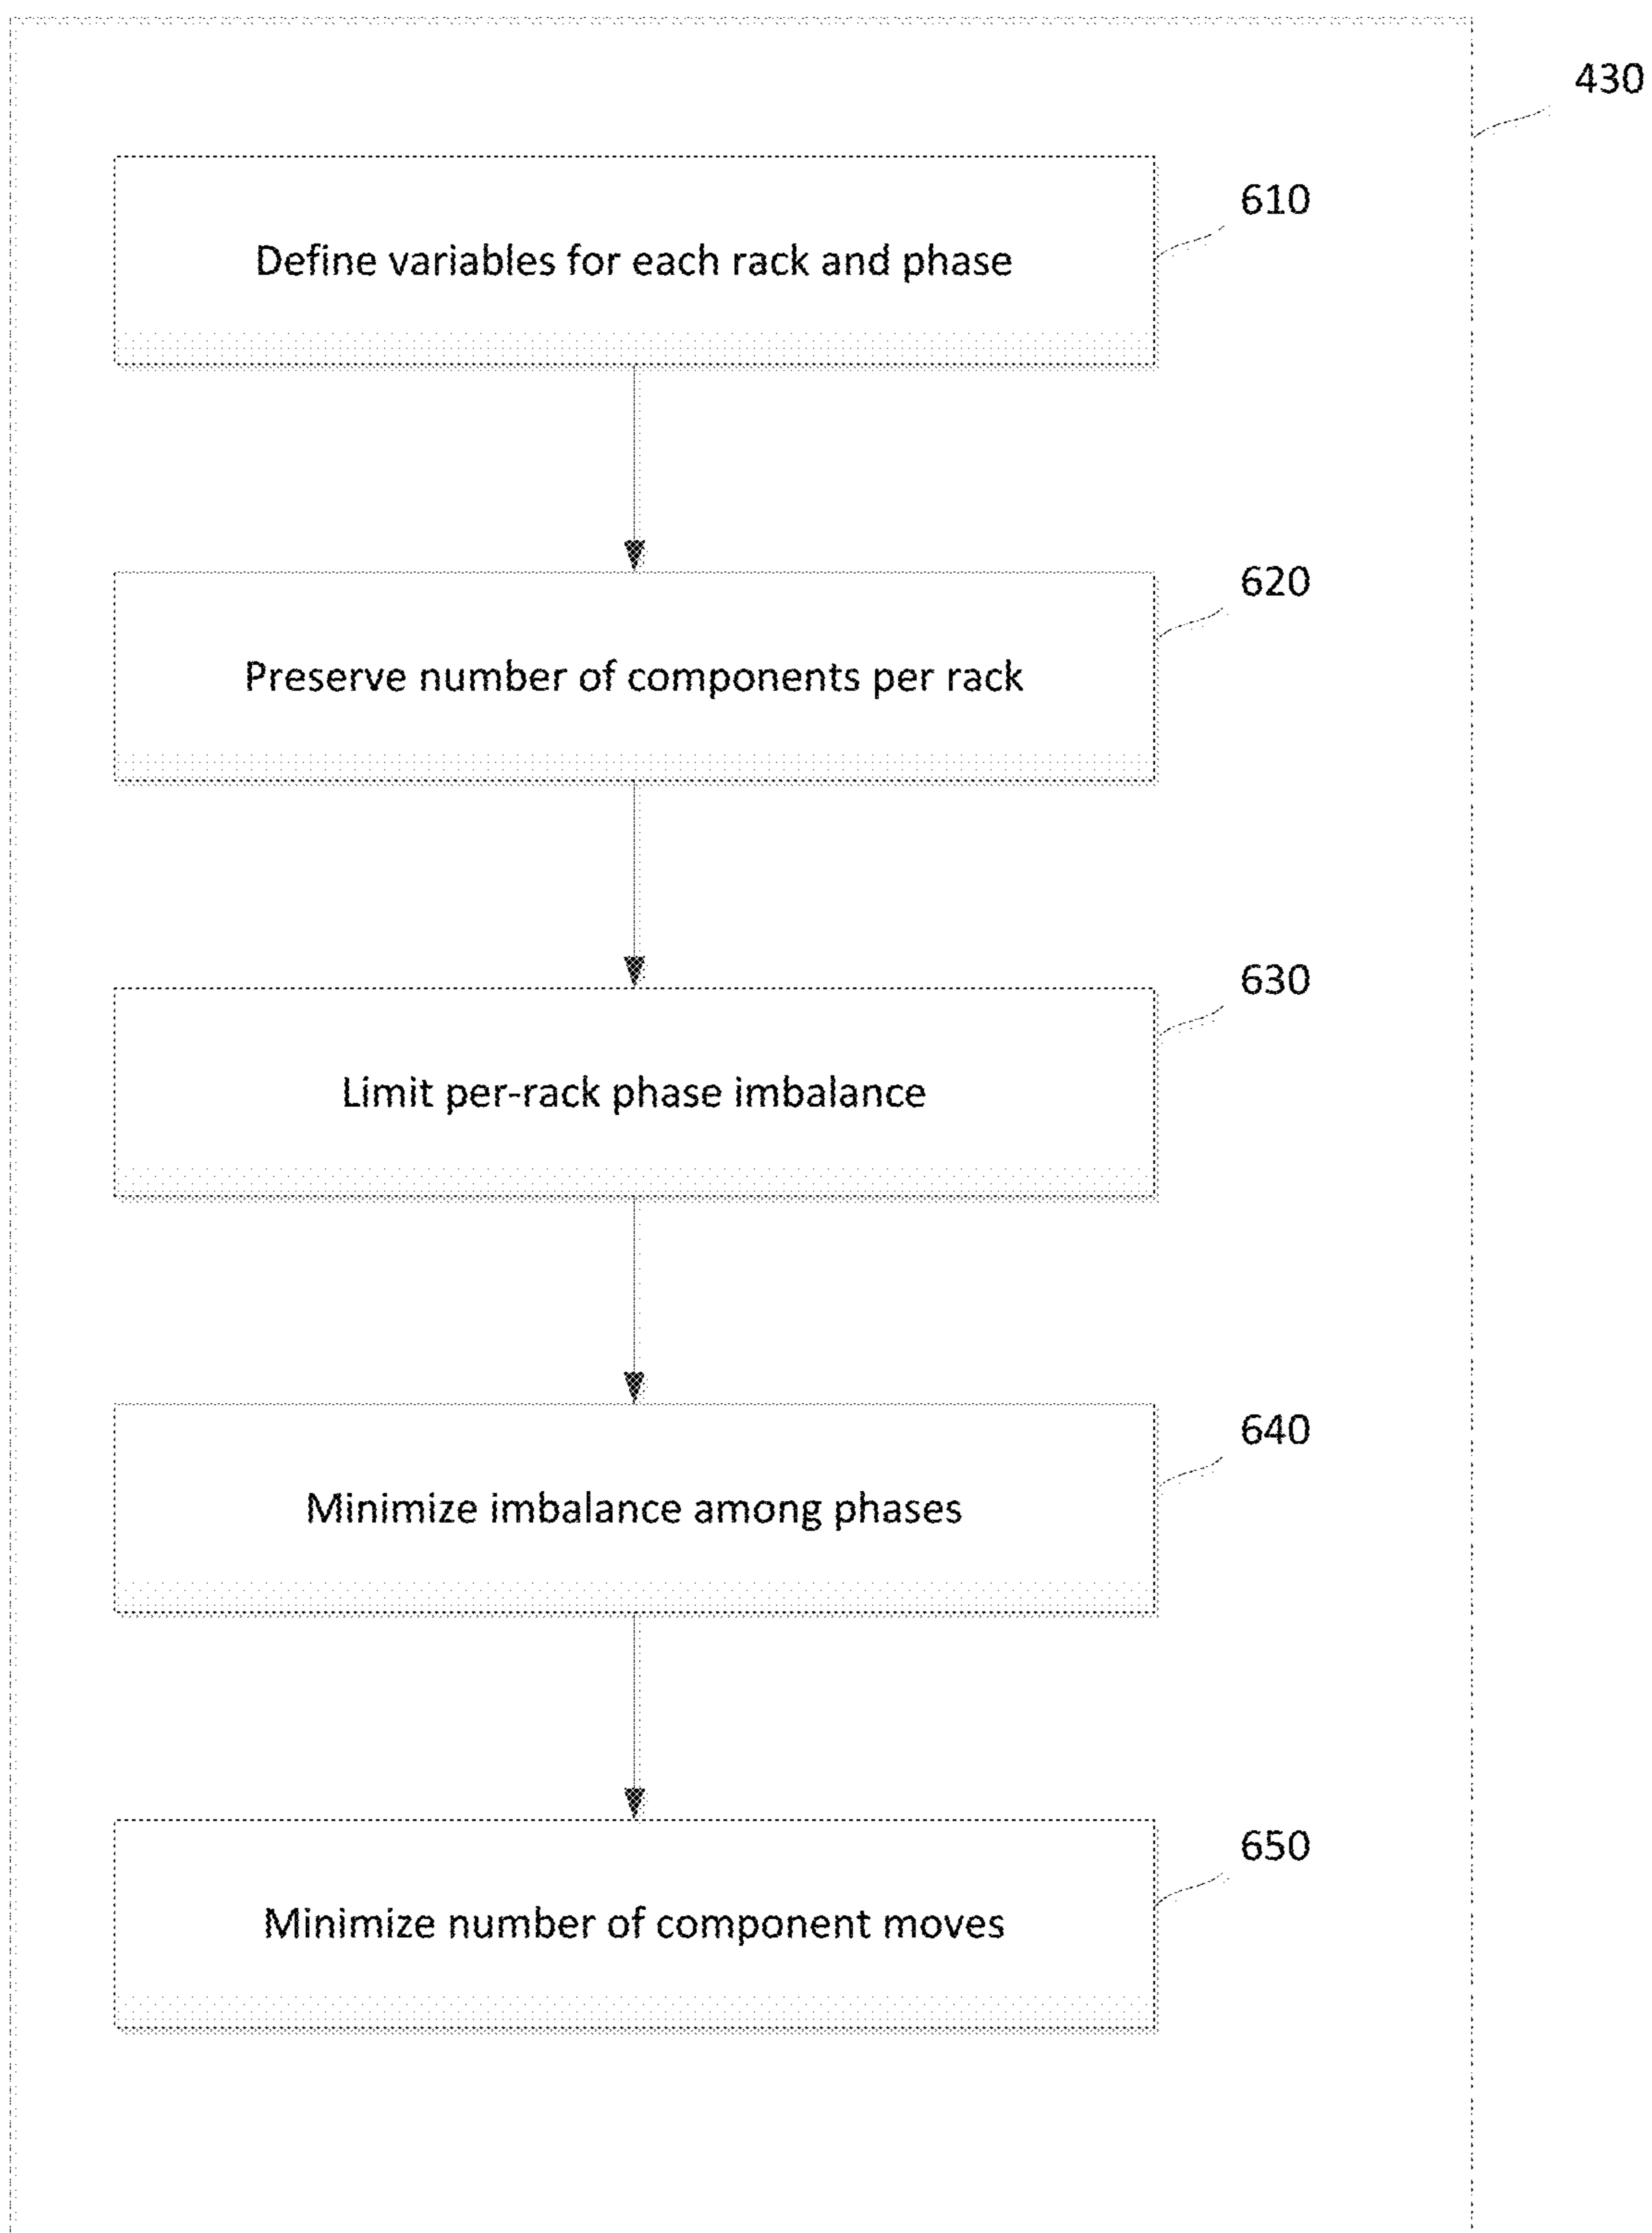 430
610
Define variables for each rack and phase
620
Preserve number of components per rack
630
Limit per-rack phase imbalance
640
Minimize imbalance among phases
650
Minimize number of component moves